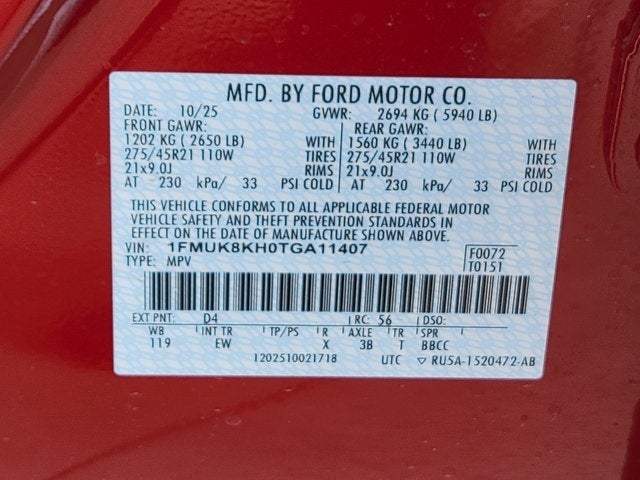 MFD. BY FORD MOTOR CO.
DATE: 10/25 GVWR: 2694 KG ( 5940 LB)
FRONT GAWR: REAR GAWR:
1202 KG ( 2650 LB) WITH 1560 KG ( 3440 LB) WITH
275/45R21 110W TIRES 275/45R21 110W TIRES
21x9.0J RIMS 21x9.0J RIMS
AT 230 kPa/ 33 PSI COLD AT 230 kPa/ 33 PSI COLD
THIS VEHICLE CONFORMS TO ALL APPLICABLE FEDERAL MOTOR
VEHICLE SAFETY AND THEFT PREVENTION STANDARDS IN
EFFECT ON THE DATE OF MANUFACTURE SHOWN ABOVE.
VIN: 1FMUK8KH0TGA11407 F0072
TYPE: MPV T0151
EXT PNT: D4 RC: 56 DSO:
WB INT TR TP/PS R AXLE TR SPR
119 EW X 3B T BBCC
1202510021718 UTC ▽ RU5A-1520472-AB